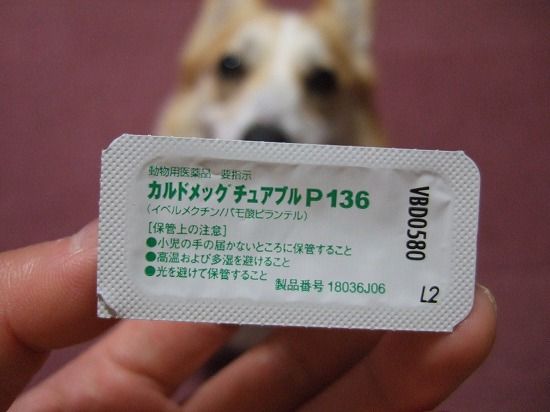 動物用医薬品 要指示
カルドメック チュアブル P 136
(イベルメクチン/パモ酸ピランテル)
[保管上の注意]
●小児の手の届かないところに保管すること
●高温および多湿を避けること
●光を避けて保管すること
製品番号 18036J06
VBD0580
L2